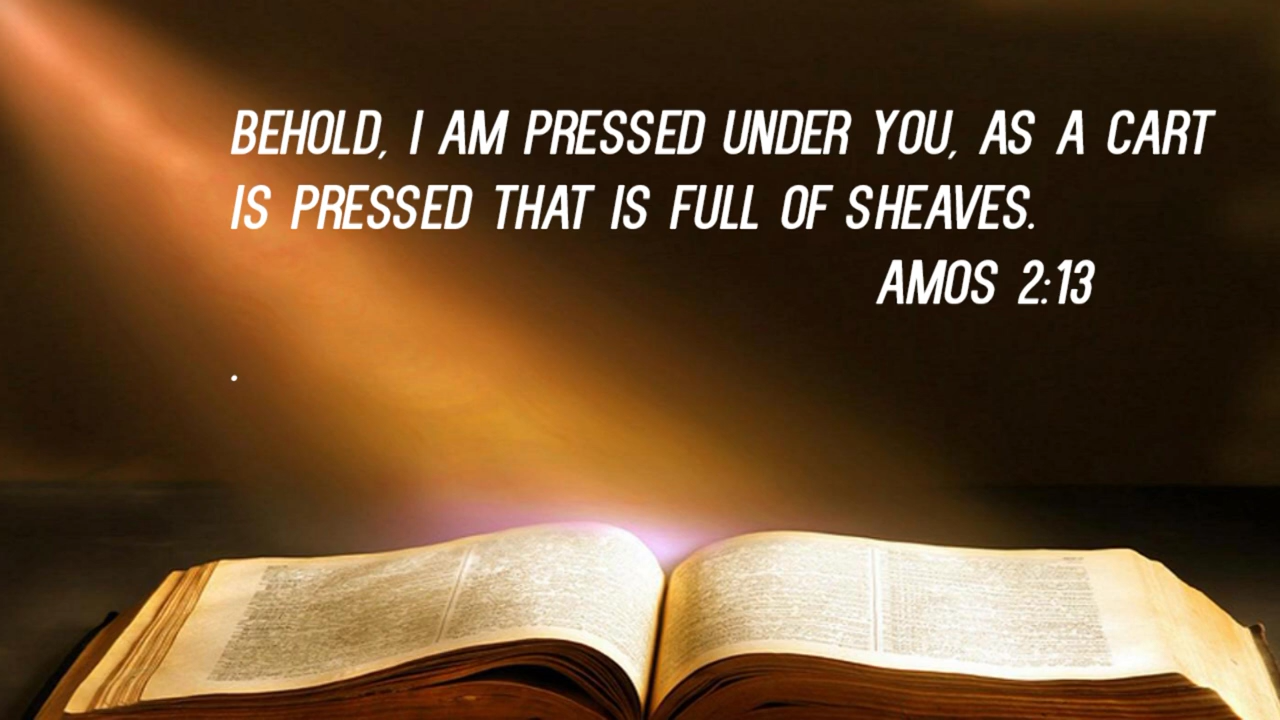 BEHOLD, I AM PRESSED UNDER YOU, AS A CART
IS PRESSED THAT IS FULL OF SHEAVES.
AMOS 2:13
.